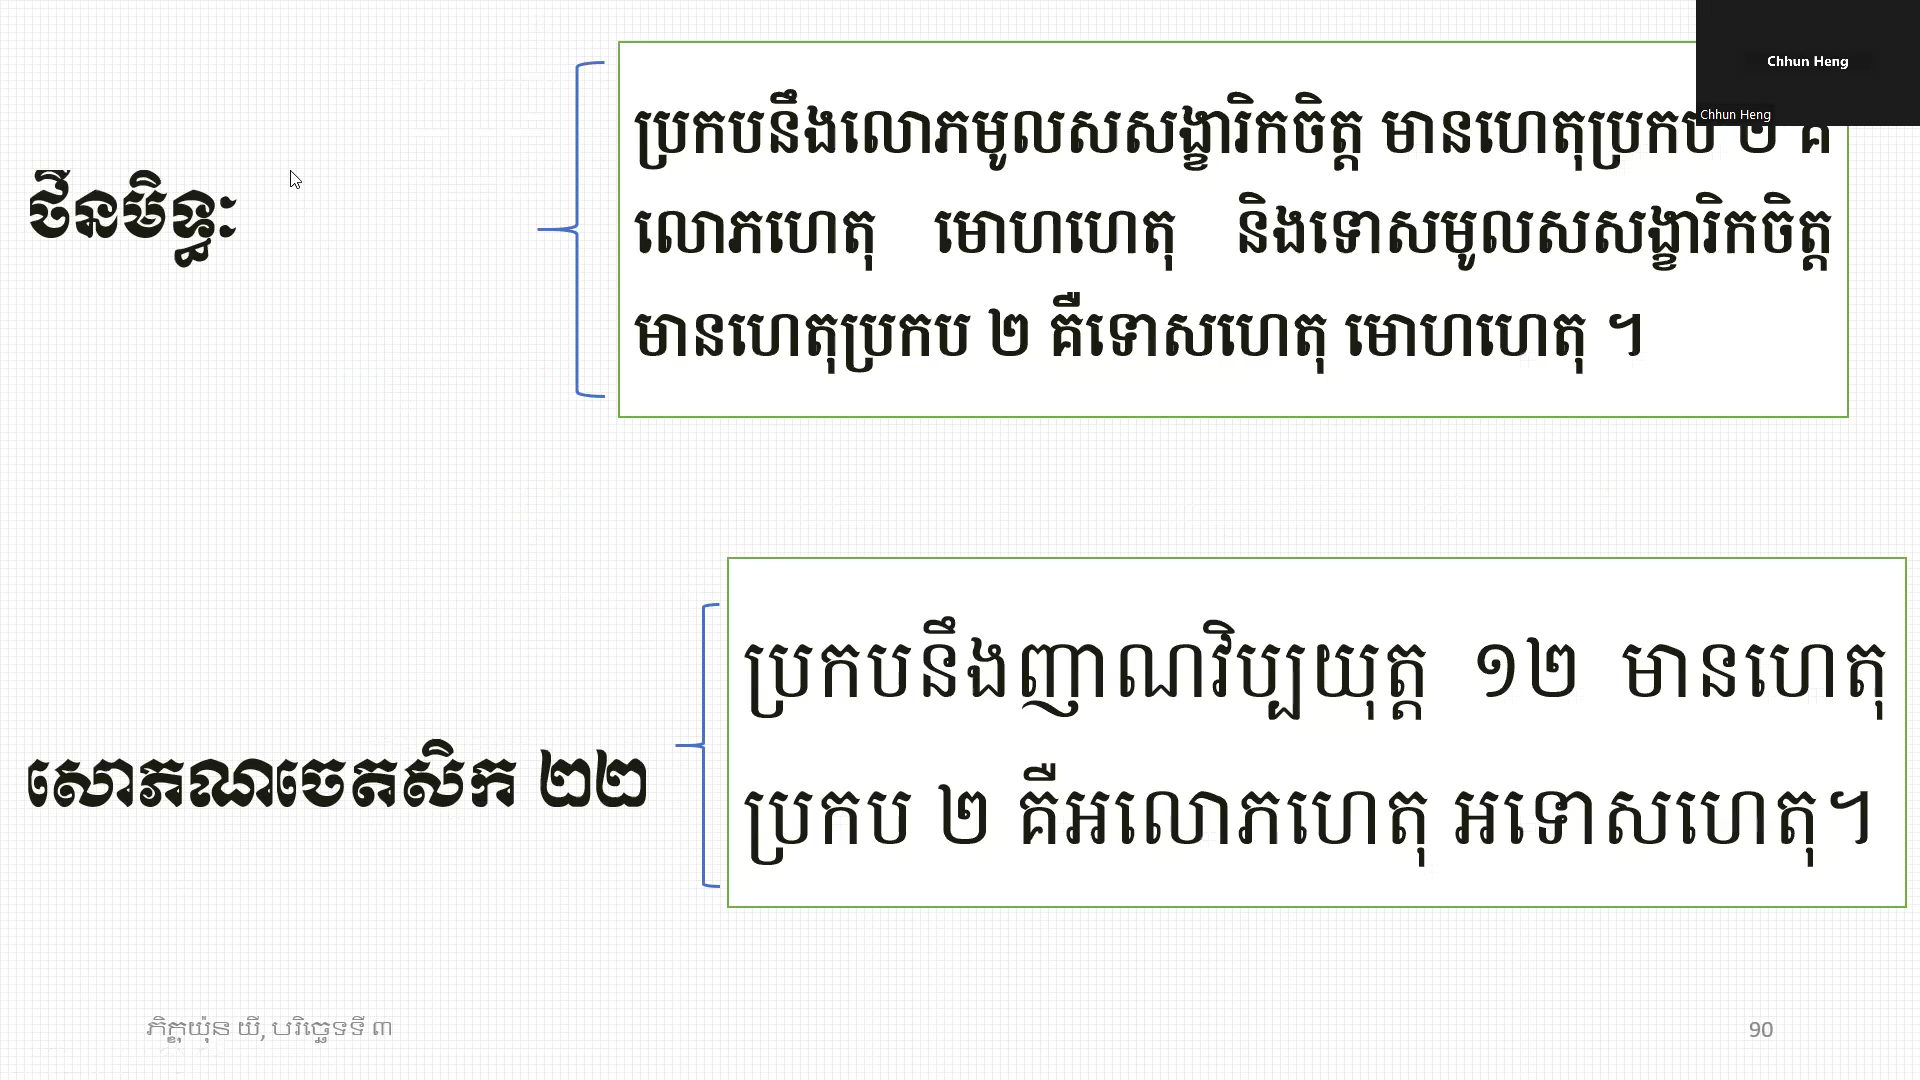 Chhun Heng
Chhun Heng
ថីនមិទ្ធៈ
ប្រកបនឹងលោភមូលសសង្ខារិកចិត្ត មានហេតុប្រកប ២ គឺ
លោភហេតុ មោហហេតុ និងទោសមូលសសង្ខារិកចិត្ត
មានហេតុប្រកប ២ គឺទោសហេតុ មោហហេតុ ។
សោភណចេតសិក ២២
ប្រកបនឹងញាណវិប្បយុត្ត ១២ មានហេតុ
ប្រកប ២ គឺអលោភហេតុ អទោសហេតុ។
ភិក្ខុយ៉ុន យី, បរិច្ឆេទទី ៣
90